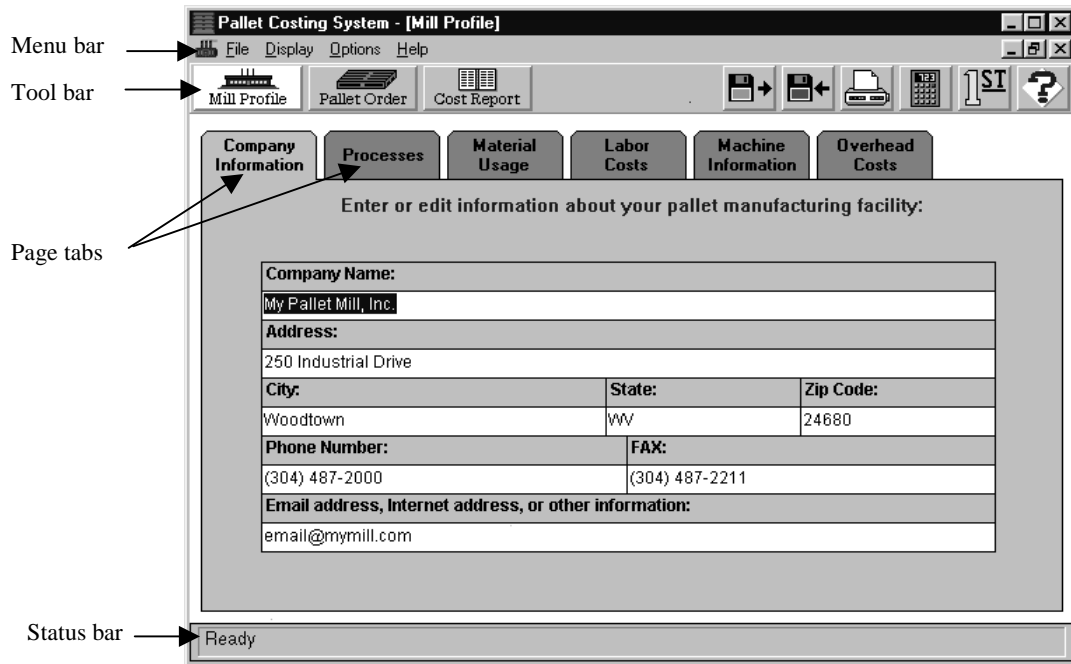 Pallet Costing System - [Mill Profile]
Menu bar
File Display Options Help
Tool bar
Mill Profile Pallet Order Cost Report 1ST ?
Company Information
Processes
Material Usage
Labor Costs
Machine Information
Overhead Costs
Page tabs
Enter or edit information about your pallet manufacturing facility:
Company Name:
My Pallet Mill, Inc.
Address:
250 Industrial Drive
City: State: Zip Code:
Woodtown WV 24680
Phone Number: FAX:
(304) 487-2000 (304) 487-2211
Email address, Internet address, or other information:
email@mymill.com
Status bar
Ready